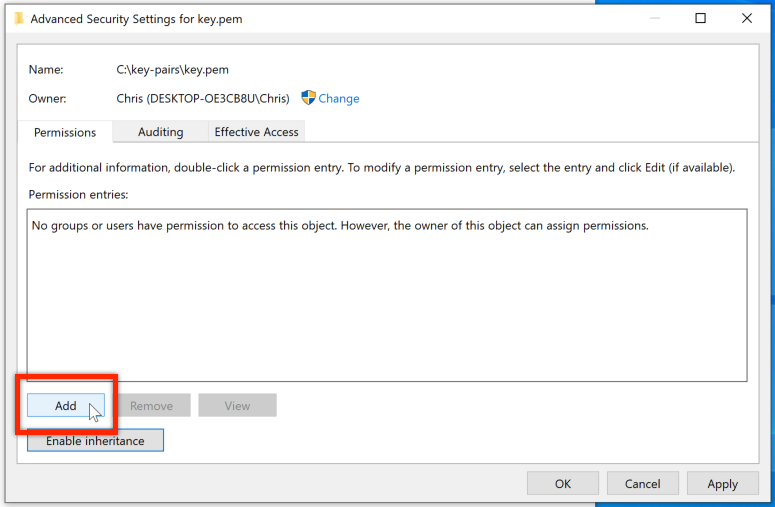 Advanced Security Settings for key.pem
Name: C:\key-pairs\key.pem
Owner: Chris (DESKTOP-OE3CB8U\Chris) Change
Permissions Auditing Effective Access
For additional information, double-click a permission entry. To modify a permission entry, select the entry and click Edit (if available).
Permission entries:
No groups or users have permission to access this object. However, the owner of this object can assign permissions.
Add Remove View
Enable inheritance
OK Cancel Apply